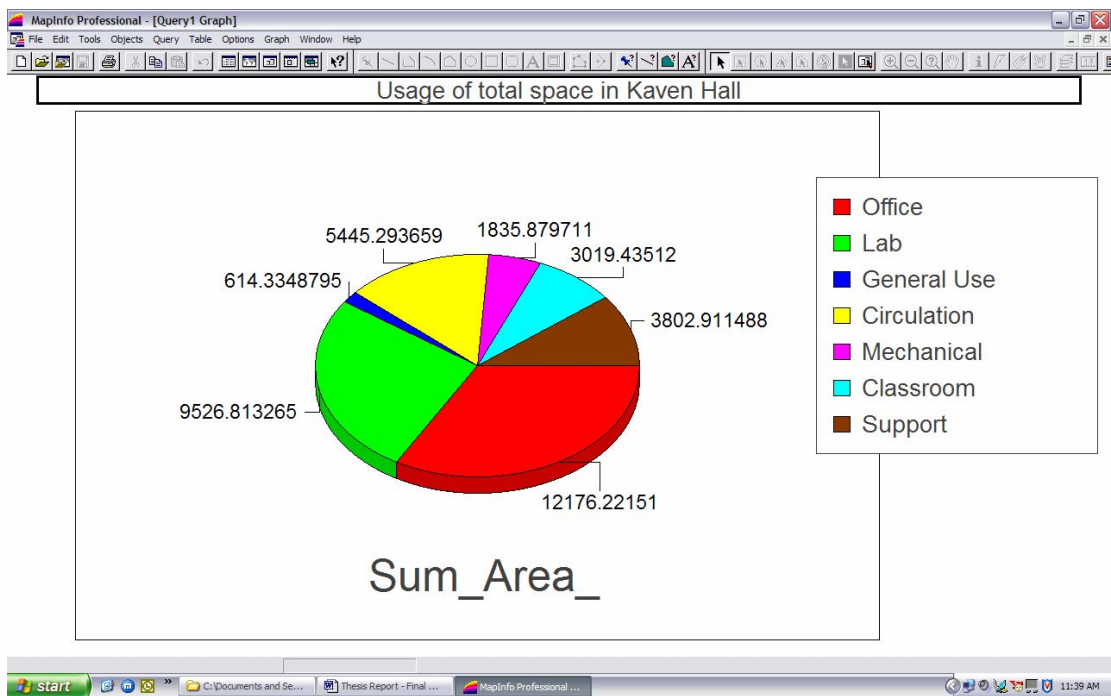 MapInfo Professional - [Query1 Graph]
File Edit Tools Objects Query Table Options Graph Window Help
Usage of total space in Kaven Hall
5445.293659
1835.879711
3019.43512
614.3348795
3802.911488
9526.813265
12176.22151
Office
Lab
General Use
Circulation
Mechanical
Classroom
Support
Sum_Area_
start
C:\Documents and Se...
Thesis Report - Final ...
MapInfo Professional ...
11:39 AM